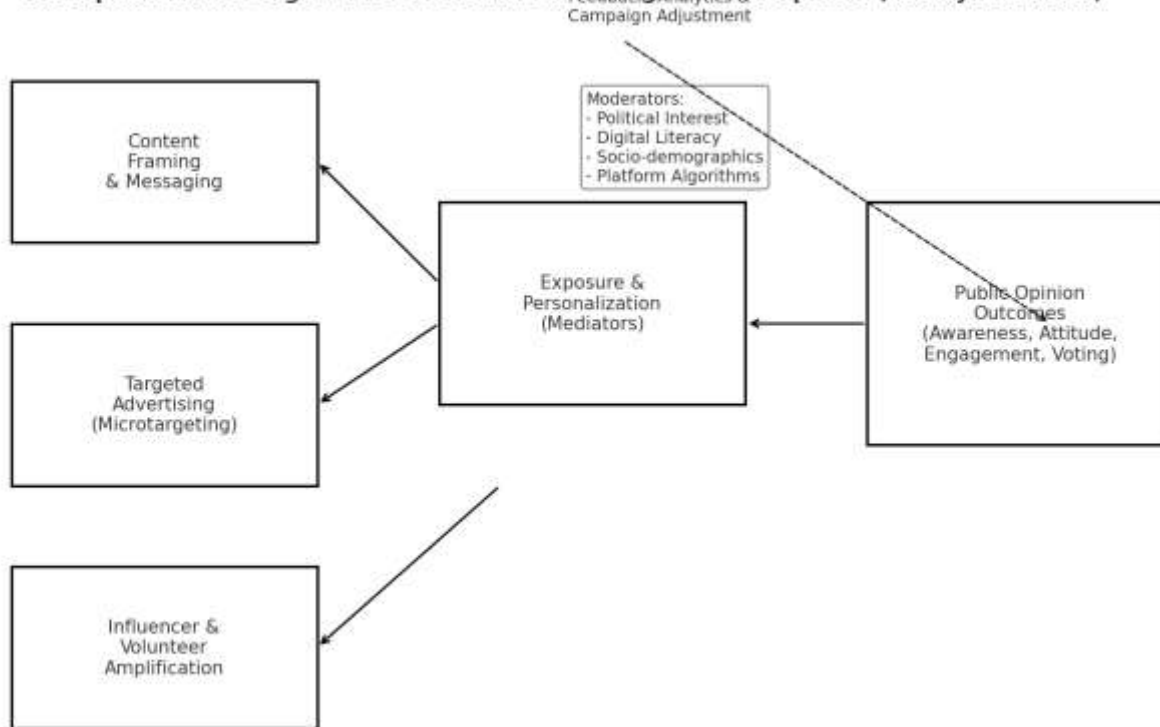 Campaign Adjustment
Moderators:
- Political Interest
- Digital Literacy
- Socio-demographics
- Platform Algorithms
Content
Framing
& Messaging
Exposure &
Personalization
(Mediators)
Public Opinion
Outcomes
(Awareness, Attitude,
Engagement, Voting)
Targeted
Advertising
(Microtargeting)
Influencer &
Volunteer
Amplification